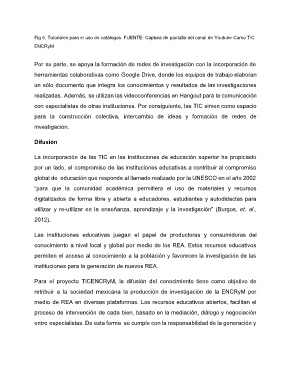 Fig 5. Tutoriales para el uso de catálogos. FUENTE: Captura de pantalla del canal de Youtube Curso TIC
ENCRyM
Por su parte, se apoya la formación de redes de investigación con la incorporación de
herramientas colaborativas como Google Drive, donde los equipos de trabajo elaboran
un sólo documento que integra los conocimientos y resultados de las investigaciones
realizadas. Además, se utilizan las videoconferencias en Hangout para la comunicación
con especialistas de otras instituciones. Por consiguiente, las TIC sirven como espacio
para la construcción colectiva, intercambio de ideas y formación de redes de
investigación.
Difusión
La incorporación de las TIC en las instituciones de educación superior ha propiciado
por un lado, el compromiso de las instituciones educativas a contribuir al compromiso
global de educación que responde al llamado realizado por la UNESCO en el año 2002
“para que la comunidad académica permitiera el uso de materiales y recursos
digitalizados de forma libre y abierta a educadores, estudiantes y autodidactas para
utilizar y re-utilizar en la enseñanza, aprendizaje y la investigación” (Burgos, et. al.,
2012).
Las instituciones educativas juegan el papel de productoras y consumidoras del
conocimiento a nivel local y global por medio de los REA. Estos recursos educativos
permiten el acceso al conocimiento a la población y favorecen la investigación de las
instituciones para la generación de nuevos REA.
Para el proyecto TICENCRyM, la difusión del conocimiento tiene como objetivo de
retribuir a la sociedad mexicana la producción de investigación de la ENCRyM por
medio de REA en diversas plataformas. Los recursos educativos abiertos, facilitan el
proceso de intervención de cada bien, basado en la mediación, diálogo y negociación
entre especialistas. De esta forma se cumple con la responsabilidad de la generación y